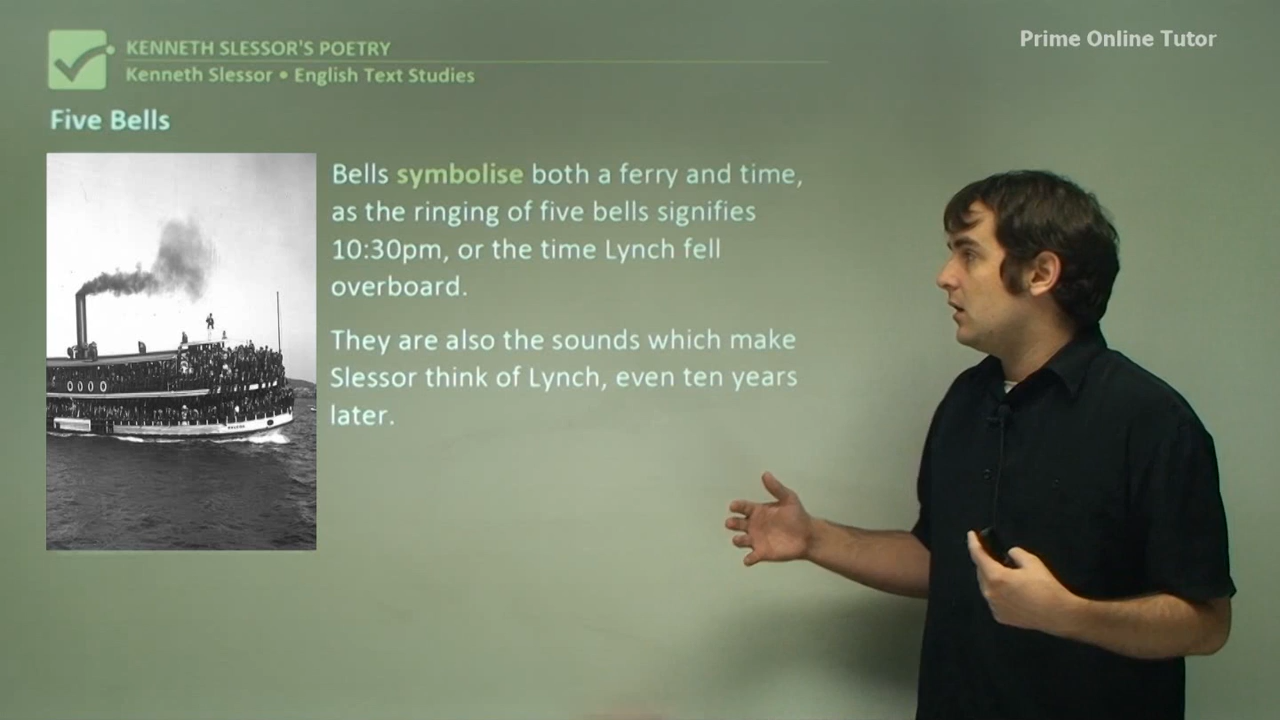 Prime Online Tutor
KENNETH SLESSOR'S POETRY
Kenneth Slessor • English Text Studies
Five Bells
Bells symbolise both a ferry and time,
as the ringing of five bells signifies
10:30pm, or the time Lynch fell
overboard.
They are also the sounds which make
Slessor think of Lynch, even ten years
later.